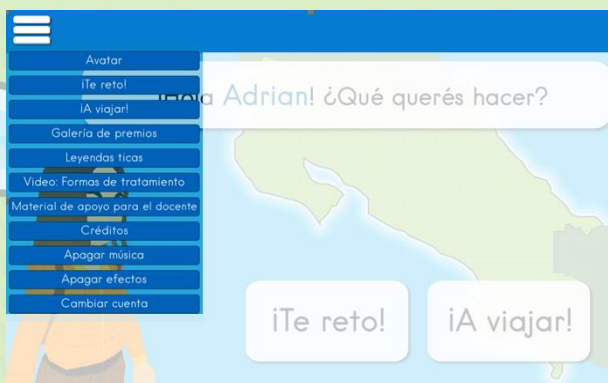 Avatar
¡Te reto!
¡A viajar!
Galería de premios
Leyendas ticas
Video: Formas de tratamiento
Material de apoyo para el docente
Créditos
Apagar música
Apagar efectos
Cambiar cuenta
¡Hola Adrian! ¿Qué querés hacer?
¡Te reto!
¡A viajar!